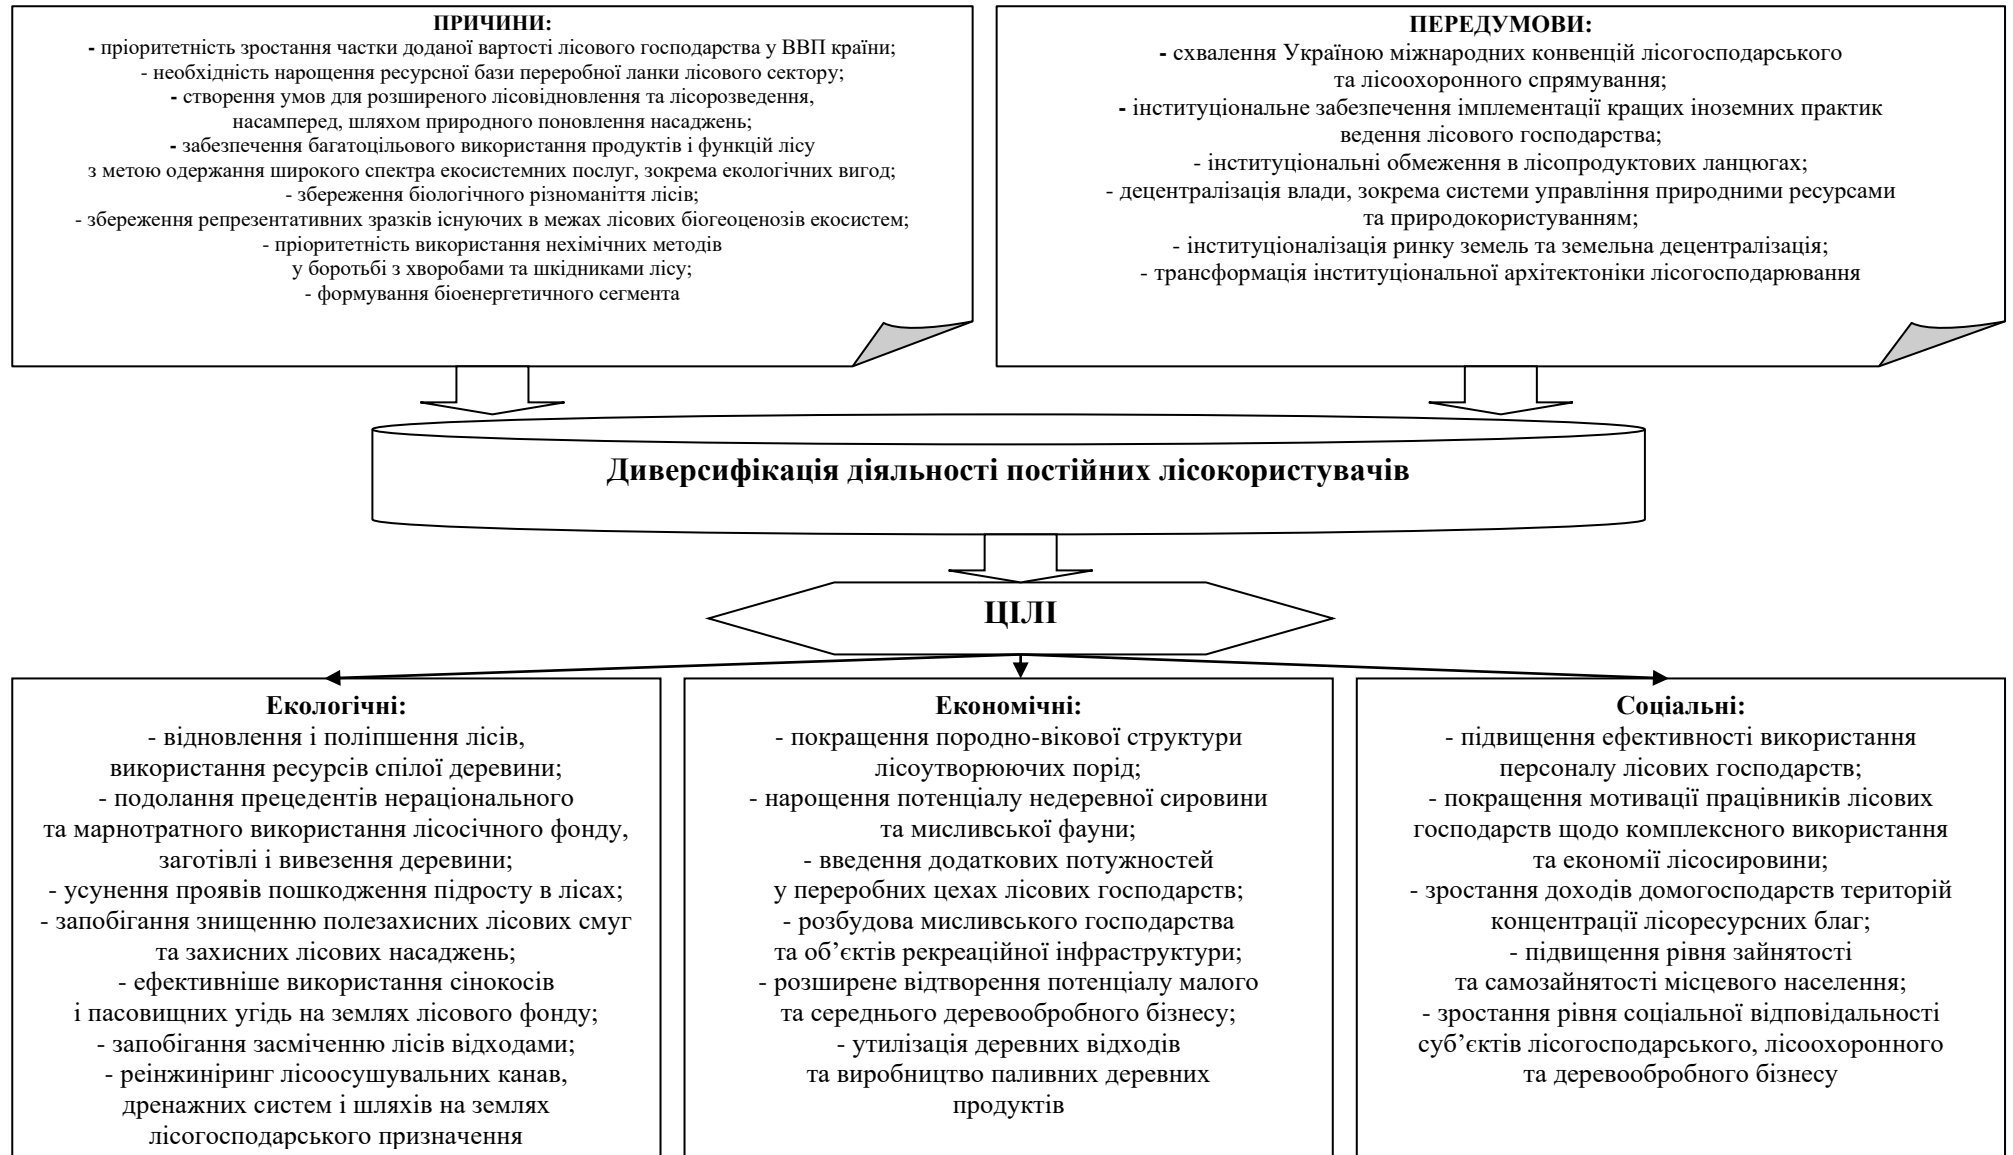 ПРИЧИНИ:
- пріоритетність зростання частки доданої вартості лісового господарства у ВВП країни;
- необхідність нарощення ресурсної бази переробної ланки лісового сектору;
- створення умов для розширеного лісовідновлення та лісорозведення,
насамперед, шляхом природного поновлення насаджень;
- забезпечення багатоцільового використання продуктів і функцій лісу
з метою одержання широкого спектра екосистемних послуг, зокрема екологічних вигод;
- збереження біологічного різноманіття лісів;
- збереження репрезентативних зразків існуючих в межах лісових біогеоценозів екосистем;
- пріоритетність використання нехімічних методів
у боротьбі з хворобами та шкідниками лісу;
- формування біоенергетичного сегмента
ПЕРЕДУМОВИ:
- схвалення Україною міжнародних конвенцій лісогосподарського
та лісоохоронного спрямування;
- інституціональне забезпечення імплементації кращих іноземних практик
ведення лісового господарства;
- інституціональні обмеження в лісопродуктових ланцюгах;
- децентралізація влади, зокрема системи управління природними ресурсами
та природокористуванням;
- інституціоналізація ринку земель та земельна децентралізація;
- трансформація інституціональної архітектоніки лісогосподарювання
Диверсифікація діяльності постійних лісокористувачів
ЦІЛІ
Екологічні:
- відновлення і поліпшення лісів,
використання ресурсів спілої деревини;
- подолання прецедентів нераціонального
та марнотратного використання лісосічного фонду,
заготівлі і вивезення деревини;
- усунення проявів пошкодження підросту в лісах;
- запобігання знищенню полезахисних лісових смуг
та захисних лісових насаджень;
- ефективніше використання сінокосів
і пасовищних угідь на землях лісового фонду;
- запобігання засміченню лісів відходами;
- реінжиніринг лісоосушувальних канав,
дренажних систем і шляхів на землях
лісогосподарського призначення
Економічні:
- покращення породно-вікової структури
лісоутворюючих порід;
- нарощення потенціалу недеревної сировини
та мисливської фауни;
- введення додаткових потужностей
у переробних цехах лісових господарств;
- розбудова мисливського господарства
та об’єктів рекреаційної інфраструктури;
- розширене відтворення потенціалу малого
та середнього деревообробного бізнесу;
- утилізація деревних відходів
та виробництво паливних деревних
продуктів
Соціальні:
- підвищення ефективності використання
персоналу лісових господарств;
- покращення мотивації працівників лісових
господарств щодо комплексного використання
та економії лісосировини;
- зростання доходів домогосподарств територій
концентрації лісоресурсних благ;
- підвищення рівня зайнятості
та самозайнятості місцевого населення;
- зростання рівня соціальної відповідальності
суб’єктів лісогосподарського, лісоохоронного
та деревообробного бізнесу